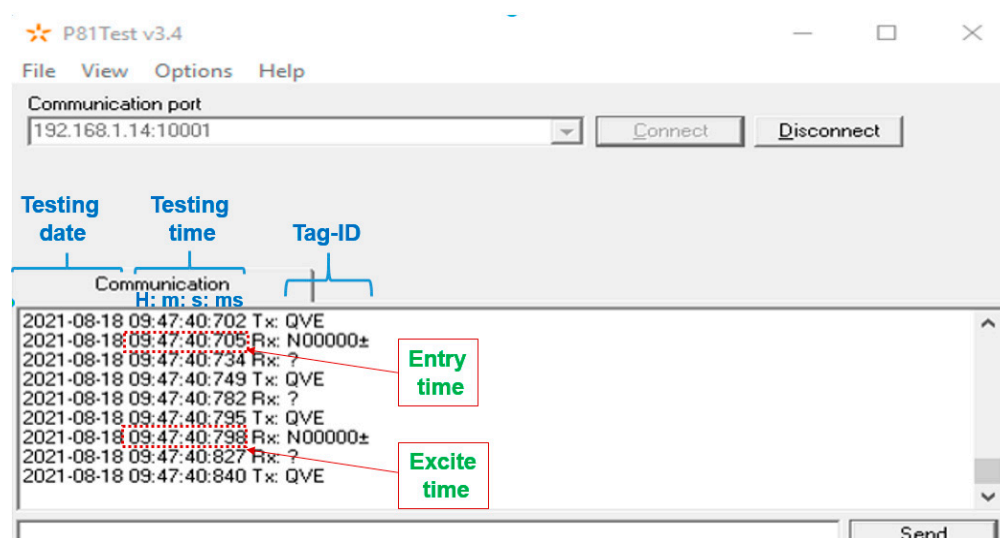 P81Test v3.4
File View Options Help
Communication port
192.168.1.14:10001
Connect
Disconnect
Testing date
Testing time
Tag-ID
Communication
H: m: s: ms
2021-08-18 09:47:40:702 Tx: QVE
2021-08-18 09:47:40:705 Rx: N00000±
2021-08-18 09:47:40:734 Rx: ?
2021-08-18 09:47:40:749 Tx: QVE
2021-08-18 09:47:40:782 Rx: ?
2021-08-18 09:47:40:795 Tx: QVE
2021-08-18 09:47:40:798 Rx: N00000±
2021-08-18 09:47:40:827 Rx: ?
2021-08-18 09:47:40:840 Tx: QVE
Entry time
Excite time
Send